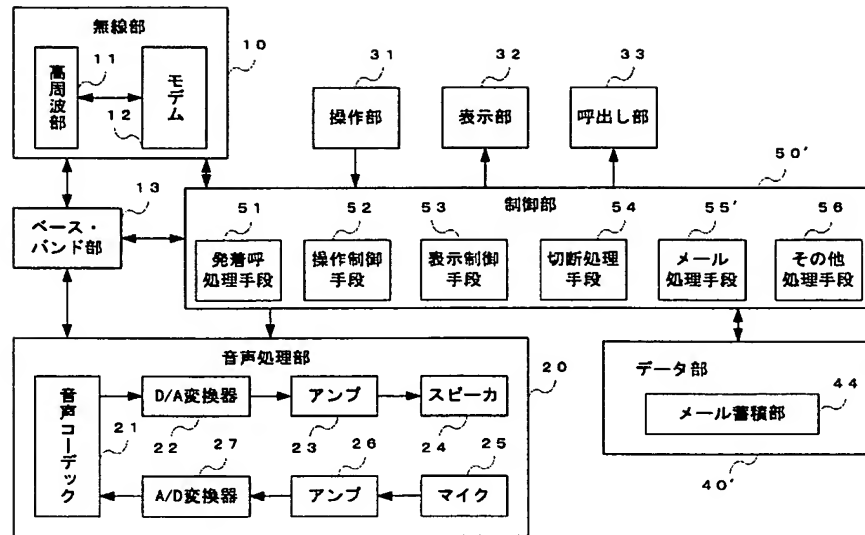 無線部
10
高周波部
11
モデム
12
31
操作部
32
表示部
33
呼出し部
50′
13
ベース・
バンド部
制御部
51
発着呼
処理手段
52
操作制御
手段
53
表示制御
手段
54
切断処理
手段
55′
メール
処理手段
56
その他
処理手段
音声処理部
20
音声コーデック
21
D/A変換器
22
アンプ
23
スピーカ
24
A/D変換器
27
アンプ
26
マイク
25
データ部
メール蓄積部
44
40′